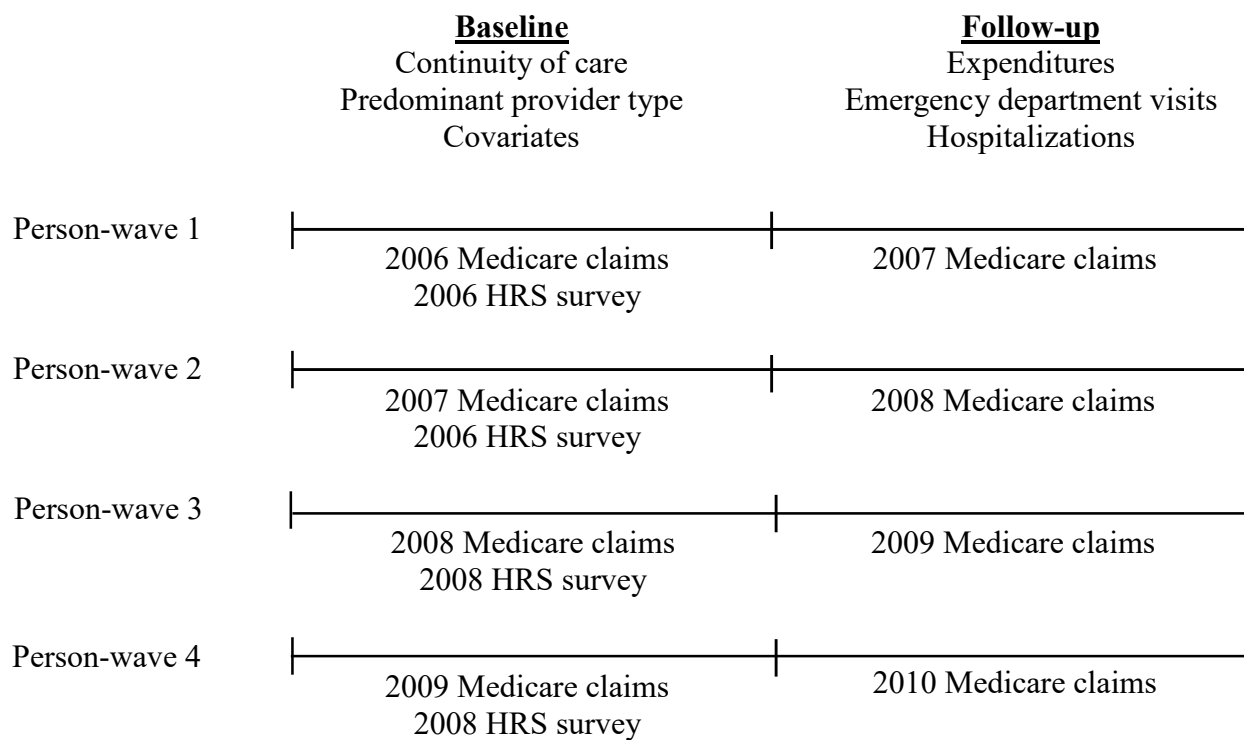 Baseline
Continuity of care
Predominant provider type
Covariates
Follow-up
Expenditures
Emergency department visits
Hospitalizations
Person-wave 1
2006 Medicare claims
2006 HRS survey
2007 Medicare claims
Person-wave 2
2007 Medicare claims
2006 HRS survey
2008 Medicare claims
Person-wave 3
2008 Medicare claims
2008 HRS survey
2009 Medicare claims
Person-wave 4
2009 Medicare claims
2008 HRS survey
2010 Medicare claims